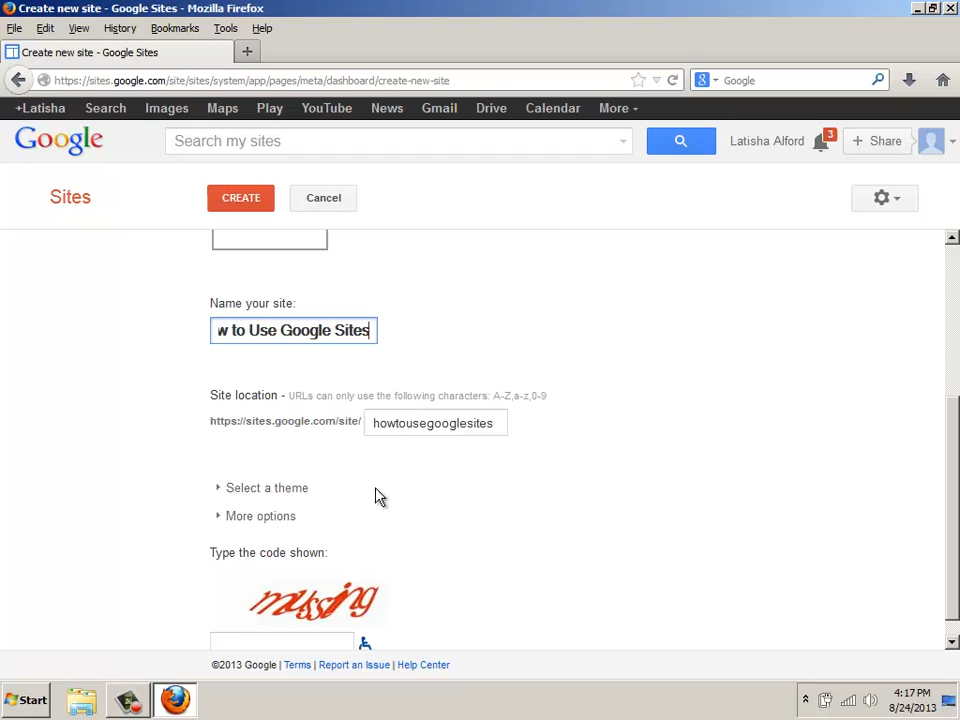 Create new site - Google Sites - Mozilla Firefox
File Edit View History Bookmarks Tools Help
Create new site - Google Sites
https://sites.google.com/site/sites/system/app/pages/meta/dashboard/create-new-site
Google
+Latisha Search Images Maps Play YouTube News Gmail Drive Calendar More
Google
Search my sites
Latisha Alford
3
+ Share
Sites
CREATE
Cancel
Name your site:
w to Use Google Sites
Site location - URLs can only use the following characters: A-Z,a-z,0-9
https://sites.google.com/site/ howtousegooglesites
Select a theme
More options
Type the code shown:
©2013 Google | Terms | Report an Issue | Help Center
Start
4:17 PM
8/24/2013